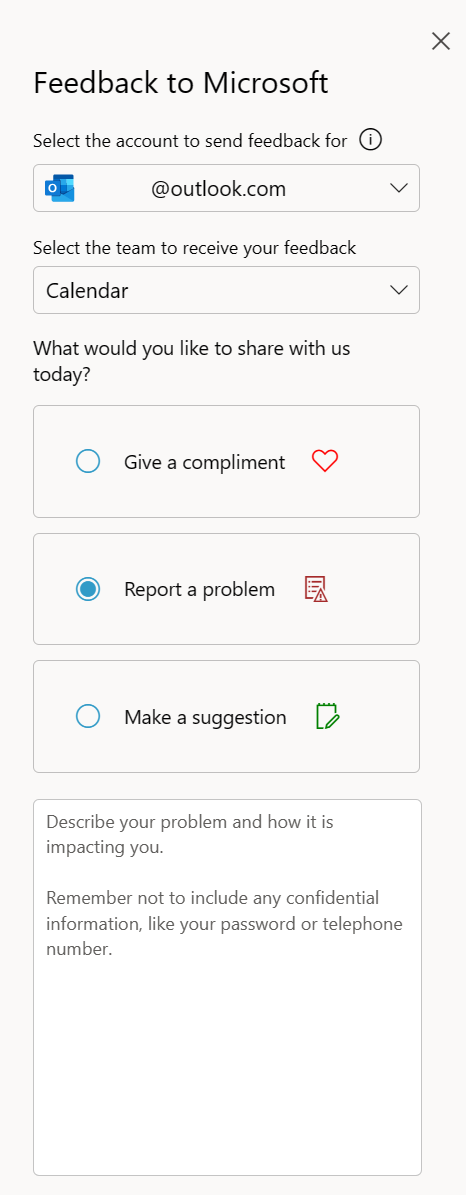 Feedback to Microsoft
Select the account to send feedback for
@outlook.com
Select the team to receive your feedback
Calendar
What would you like to share with us
today?
Give a compliment
Report a problem
Make a suggestion
Describe your problem and how it is
impacting you.
Remember not to include any confidential
information, like your password or telephone
number.